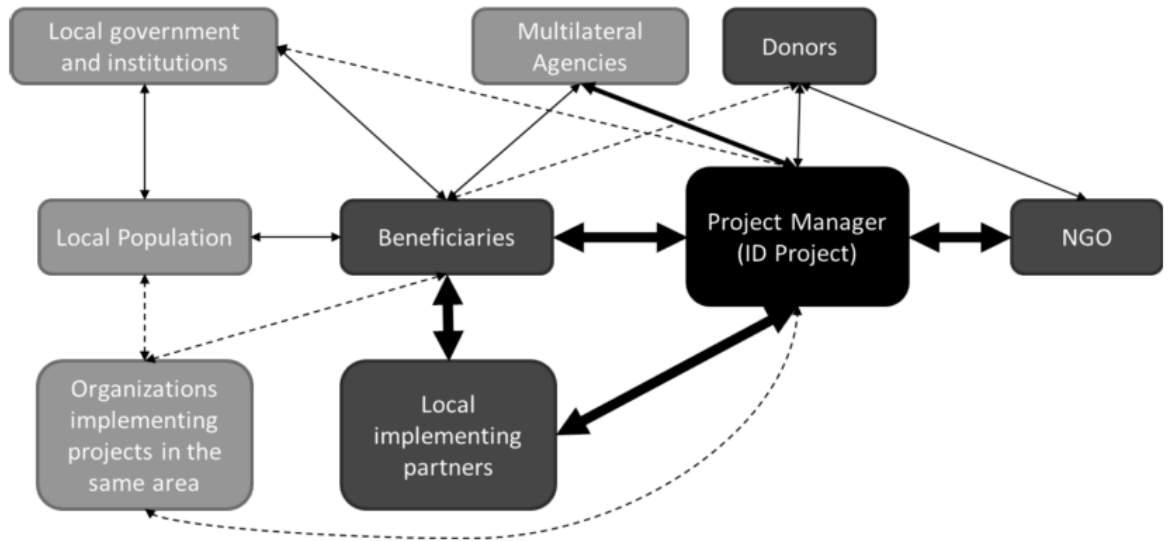 Local government
and institutions
Multilateral
Agencies
Donors
Local Population
Beneficiaries
Project Manager
(ID Project)
NGO
Organizations
implementing
projects in the
same area
Local
implementing
partners